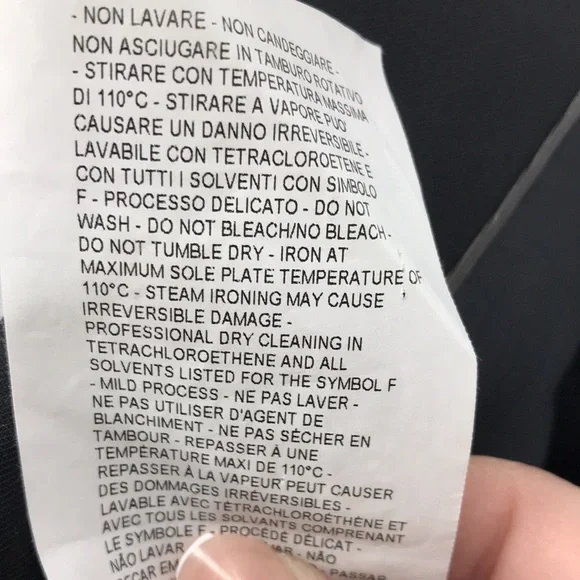 - NON LAVARE - NON CANDEGGIARE -
NON ASCIUGARE IN TAMBURO ROTATIVO
- STIRARE CON TEMPERATURA MASSIMA
DI 110°C - STIRARE A VAPORE PUO'
CAUSARE UN DANNO IRREVERSIBILE -
LAVABILE CON TETRACLOROETENE E
CON TUTTI I SOLVENTI CON SIMBOLO
F - PROCESSO DELICATO - DO NOT
WASH - DO NOT BLEACH/NO BLEACH -
DO NOT TUMBLE DRY - IRON AT
MAXIMUM SOLE PLATE TEMPERATURE OF
110°C - STEAM IRONING MAY CAUSE
IRREVERSIBLE DAMAGE -
PROFESSIONAL DRY CLEANING IN
TETRACHLOROETHENE AND ALL
SOLVENTS LISTED FOR THE SYMBOL F
- MILD PROCESS - NE PAS LAVER -
NE PAS UTILISER D'AGENT DE
BLANCHIMENT - NE PAS SÉCHER EN
TAMBOUR - REPASSER À UNE
TEMPÉRATURE MAXI DE 110°C -
REPASSER À LA VAPEUR PEUT CAUSER
DES DOMMAGES IRRÉVERSIBLES -
LAVABLE AVEC TÉTRACHLOROÉTHÉNE ET
AVEC TOUS LES SOLVANTS COMPRENANT
LE SYMBOLE F - PROCÉDÉ DÉLICAT -
NÃO LAVAR - NÃO
PASSAR